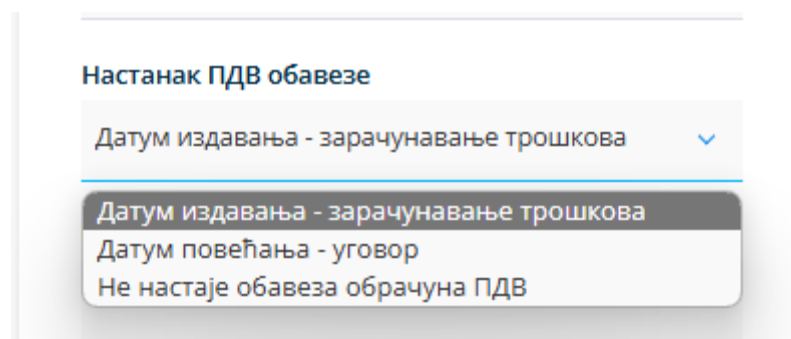 Настанак ПДВ обавезе
Датум издавања - зарачунавање трошкова
Датум издавања - зарачунавање трошкова
Датум повећања - уговор
Не настаје обавеза обрачуна ПДВ